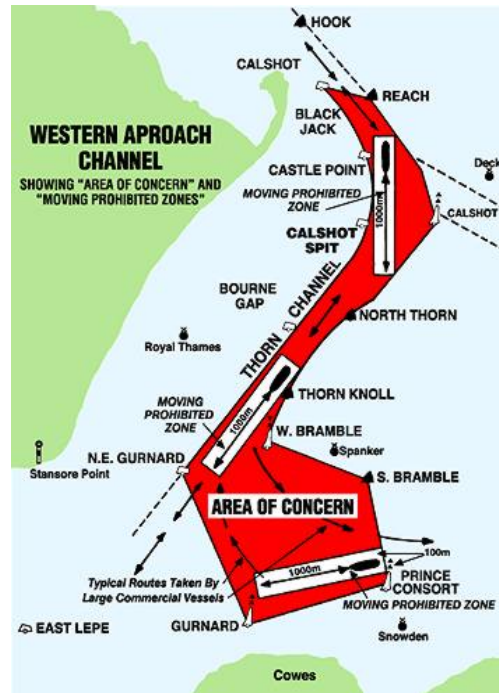 HOOK
CALSHOT
REACH
BLACK
JACK
WESTERN APROACH
CHANNEL
SHOWING "AREA OF CONCERN" AND
"MOVING PROHIBITED ZONES"
CASTLE POINT
Deck
MOVING PROHIBITED
ZONE
1000m
CALSHOT
CALSHOT
SPIT
BOURNE
GAP
THORN CHANNEL
NORTH THORN
Royal Thames
MOVING
PROHIBITED
ZONE
1000m
THORN KNOLL
W. BRAMBLE
Spanker
N.E. GURNARD
Stansore Point
S. BRAMBLE
AREA OF CONCERN
100m
1000m
Typical Routes Taken By
Large Commercial Vessels
PRINCE
CONSORT
MOVING PROHIBITED ZONE
EAST LEPE
GURNARD
Snowden
Cowes